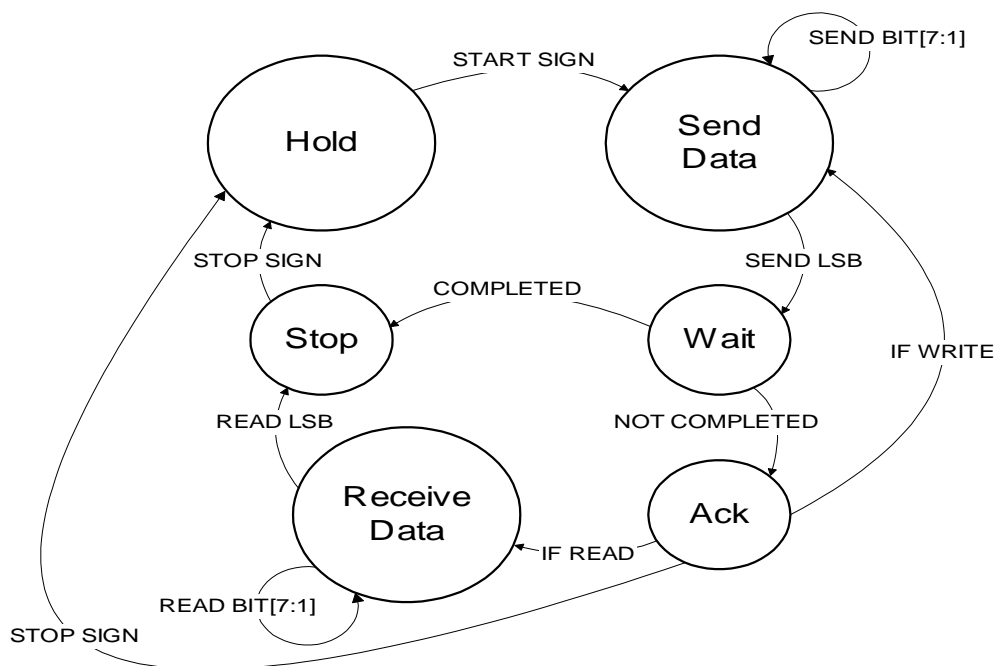 SEND BIT[7:1]
START SIGN
Hold
Send
Data
STOP SIGN
SEND LSB
COMPLETED
Stop
Wait
IF WRITE
READ LSB
NOT COMPLETED
Receive
Data
Ack
IF READ
READ BIT[7:1]
STOP SIGN